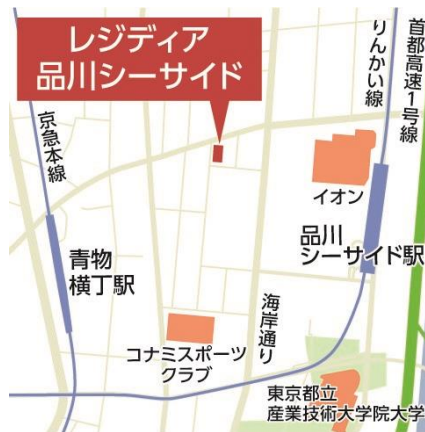 レジディア
品川シーサイド
京急本線
りんかい線
首都高速1号線
イオン
品川
シーサイド駅
青物
横丁駅
海岸通り
コナミスポーツ
クラブ
東京都立
産業技術大学院大学